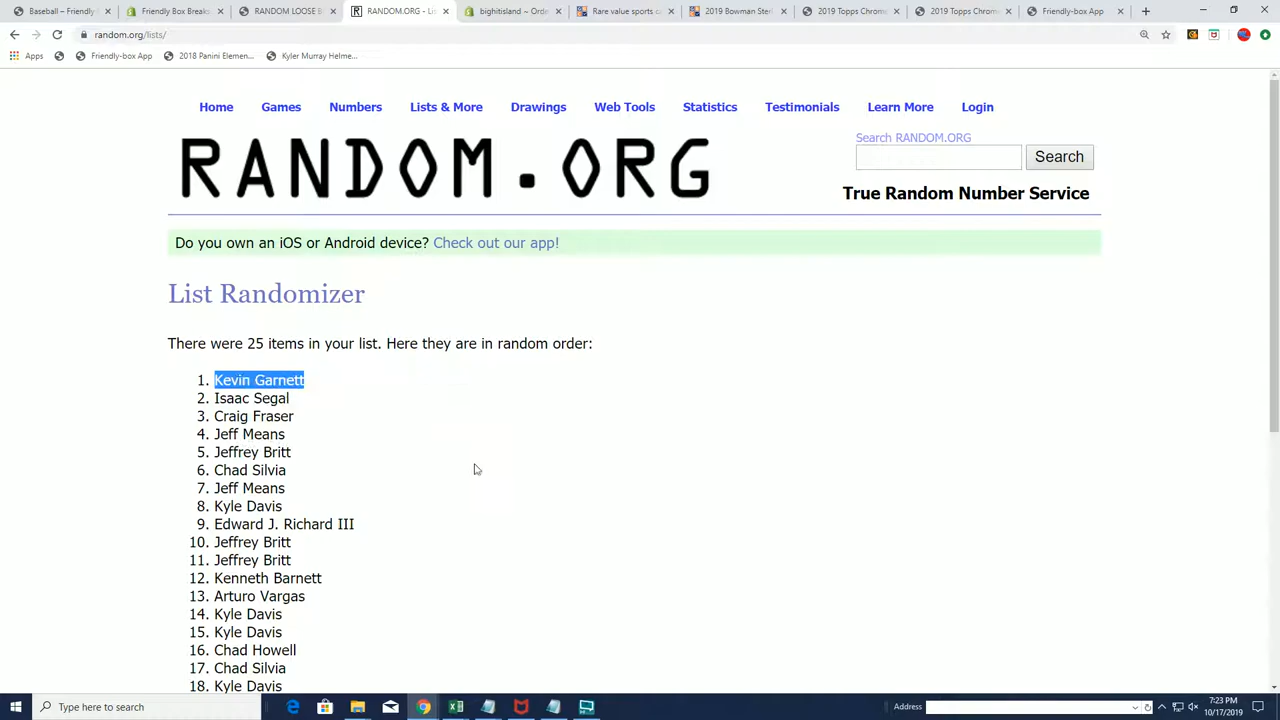 Baseball – Friendly
Friendly Box Breaks
RANDOM LOOSE B
RANDOM.ORG - Lis
bighitisland ~ Orde
Rare value sports c
2019 Bowman Ste
2019 Topps Chrom
2019 Topps Chrom
Friendly-box App
random.org/lists/
Apps
Friendly-box App
2018 Panini Elemen...
Kyler Murray Helme...
Home
Games
Numbers
Lists & More
Drawings
Web Tools
Statistics
Testimonials
Learn More
Login
RANDOM.ORG
Search RANDOM.ORG
Search
True Random Number Service
Do you own an iOS or Android device? Check out our app!
List Randomizer
There were 25 items in your list. Here they are in random order:
1. Kevin Garnett
2. Isaac Segal
3. Craig Fraser
4. Jeff Means
5. Jeffrey Britt
6. Chad Silvia
7. Jeff Means
8. Kyle Davis
9. Edward J. Richard III
10. Jeffrey Britt
11. Jeffrey Britt
12. Kenneth Barnett
13. Arturo Vargas
14. Kyle Davis
15. Kyle Davis
16. Chad Howell
17. Chad Silvia
18. Kyle Davis
Type here to search
Address
7:23 PM
10/17/2019